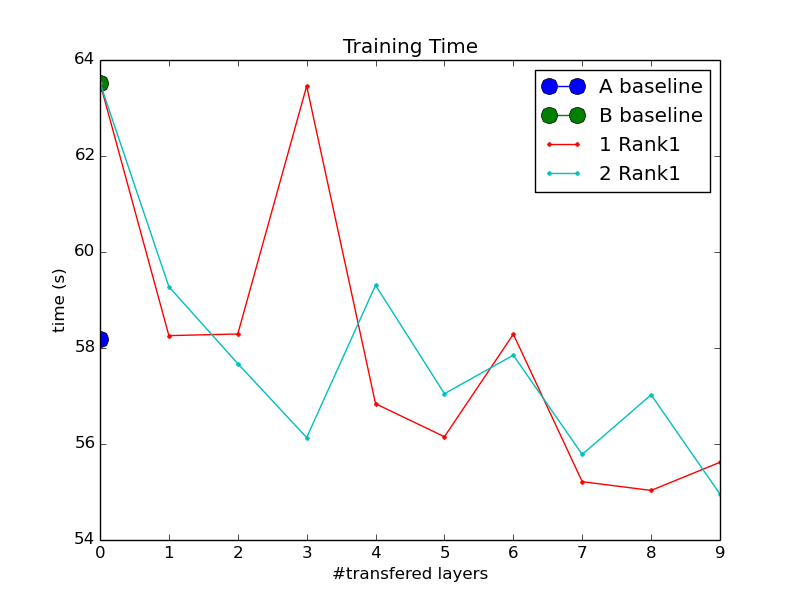 Training Time
64
62
60
58
56
54
time (s)
A baseline
B baseline
1 Rank1
2 Rank1
0 1 2 3 4 5 6 7 8 9
#transfered layers